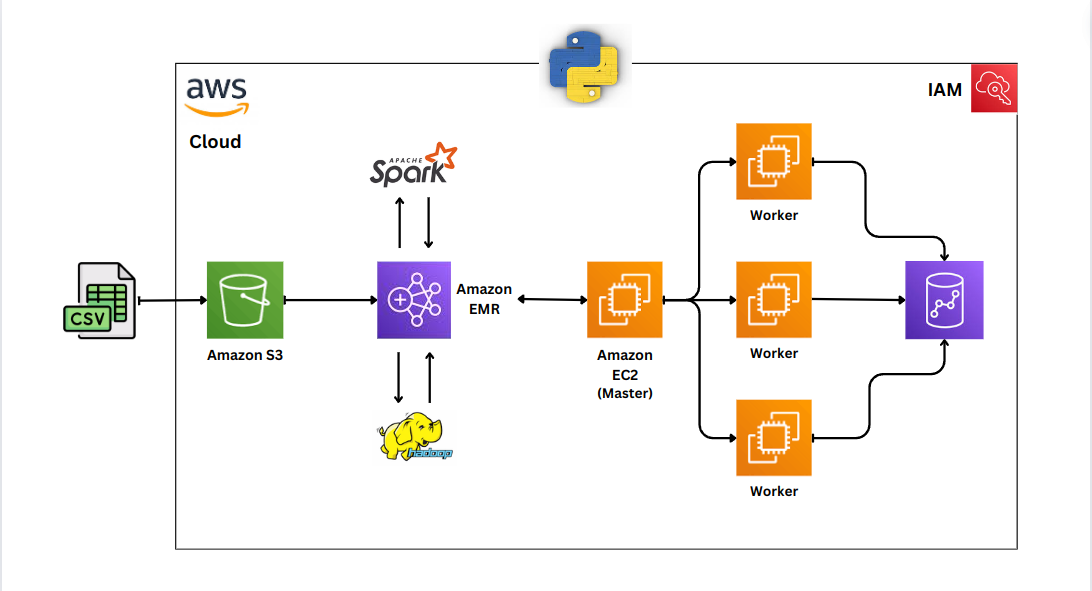 aws
Cloud
IAM
APACHE
Spark
Worker
CSV
Amazon S3
Amazon
EMR
hadoop
Amazon
EC2
(Master)
Worker
Worker